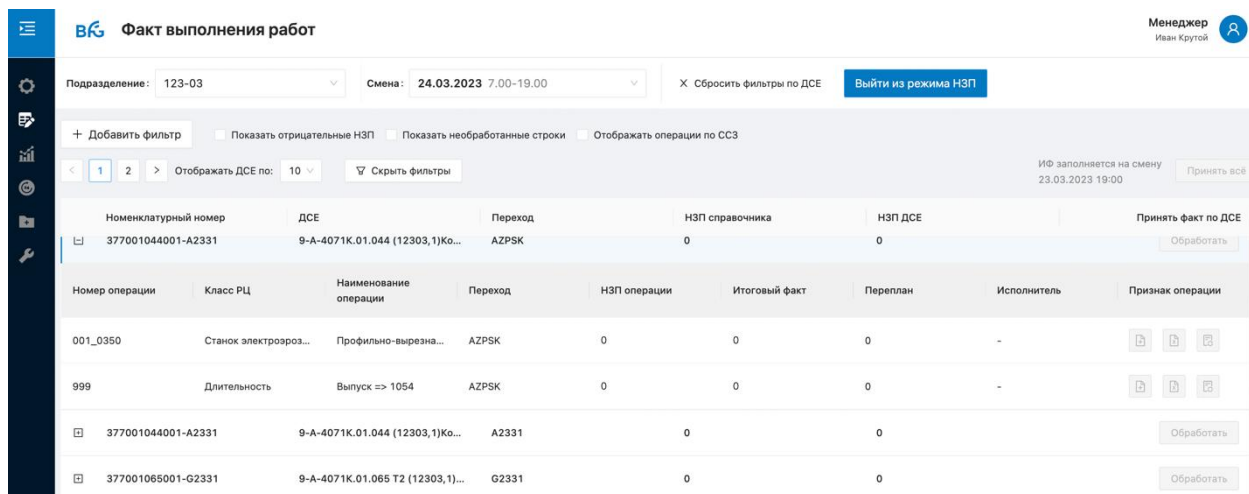 BFG Факт выполнения работ
Менеджер
Иван Крутой
Подразделение: 123-03 Смена: 24.03.2023 7.00-19.00 X Сбросить фильтры по ДСЕ Выйти из режима НЗП
+ Добавить фильтр Показать отрицательные НЗП Показать необработанные строки Отображать операции по ССЗ
< 1 2 > Отображать ДСЕ по: 10 Скрыть фильтры
ИФ заполняется на смену
23.03.2023 19:00
Принять всё
Номенклатурный номер ДСЕ Переход НЗП справочника НЗП ДСЕ Принять факт по ДСЕ
377001044001-A2331 9-А-4071К.01.044 (12303,1)Ко... AZPSK 0 0 Обработать
Номер операции Класс РЦ Наименование операции Переход НЗП операции Итоговый факт Переплан Исполнитель Признак операции
001_0350 Станок электроэроз... Профильно-вырезна... AZPSK 0 0 0 -
999 Длительность Выпуск => 1054 AZPSK 0 0 0 -
377001044001-A2331 9-А-4071К.01.044 (12303,1)Ко... A2331 0 0 Обработать
377001065001-G2331 9-А-4071К.01.065 Т2 (12303,1)... G2331 0 0 Обработать